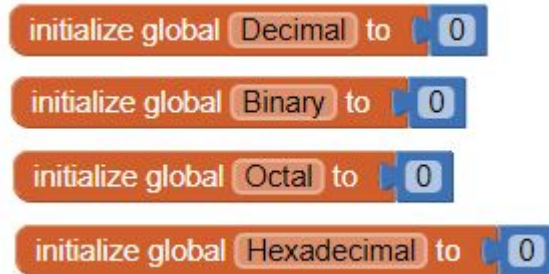 initialize global Decimal to 0
initialize global Binary to 0
initialize global Octal to 0
initialize global Hexadecimal to 0